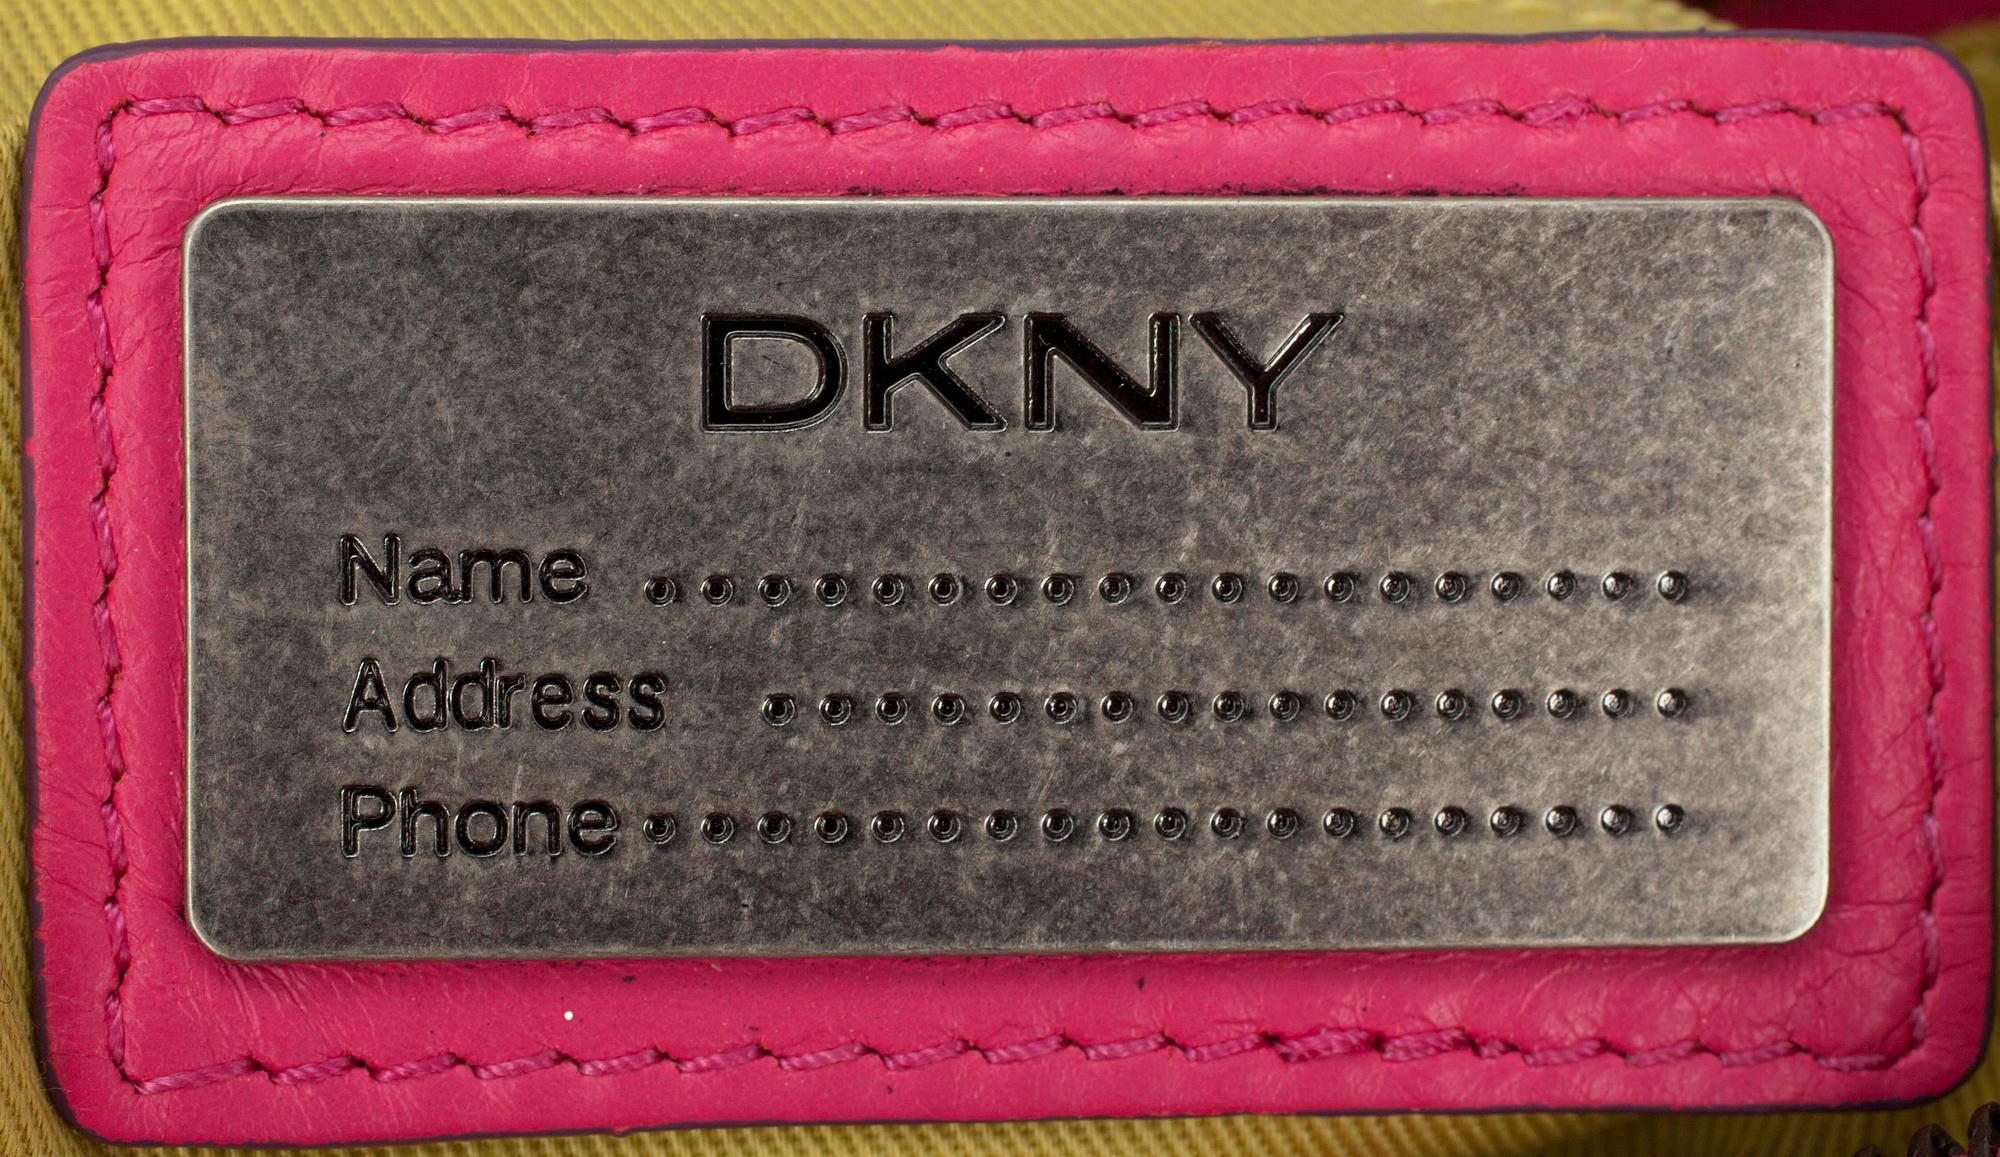 DKNY
Name ...................
Address .................
Phone ...................